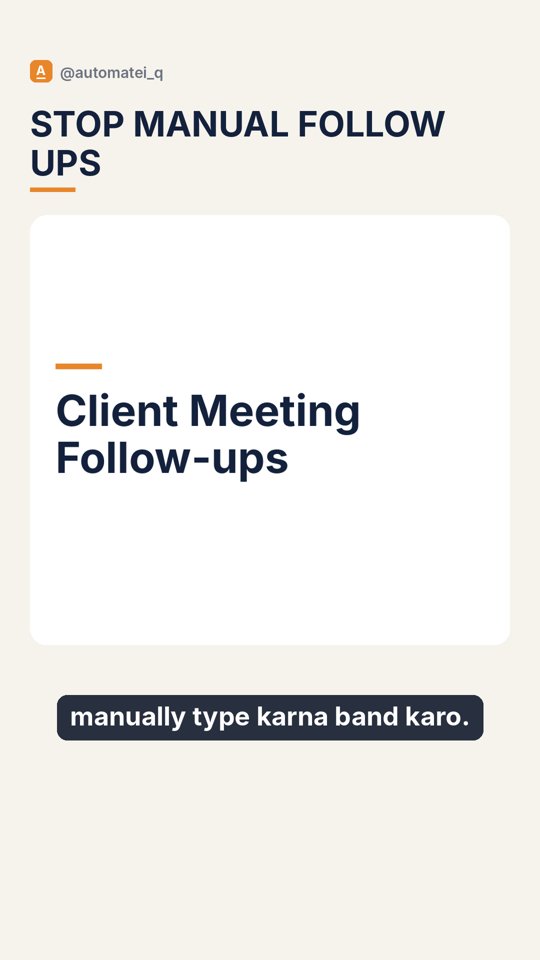 A
@automatei_q
STOP MANUAL FOLLOW
UPS
Client Meeting
Follow-ups
manually type karna band karo.